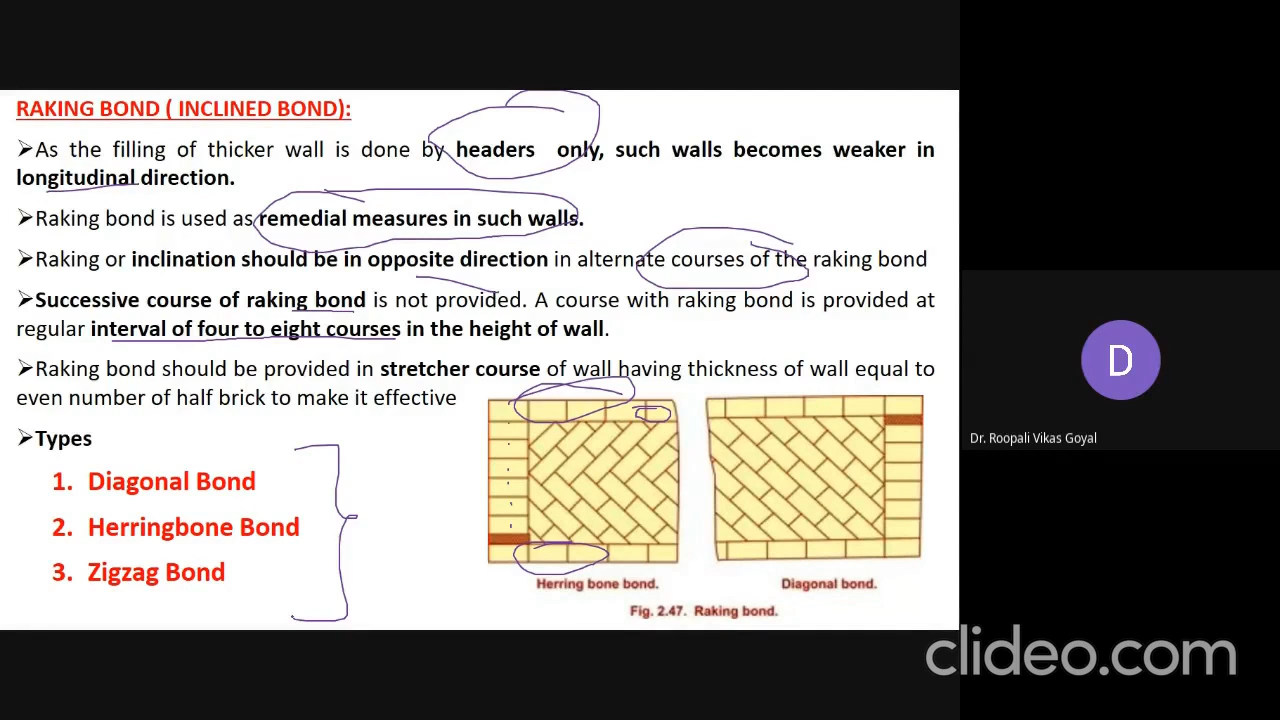 RAKING BOND ( INCLINED BOND):
➢As the filling of thicker wall is done by headers only, such walls becomes weaker in
longitudinal direction.
➢Raking bond is used as remedial measures in such walls.
➢Raking or inclination should be in opposite direction in alternate courses of the raking bond
➢Successive course of raking bond is not provided. A course with raking bond is provided at
regular interval of four to eight courses in the height of wall.
➢Raking bond should be provided in stretcher course of wall having thickness of wall equal to
even number of half brick to make it effective
➢Types
1. Diagonal Bond
2. Herringbone Bond
3. Zigzag Bond
Herring bone bond.
Diagonal bond.
Fig. 2.47. Raking bond.
D
Dr. Roopali Vikas Goyal
clideo.com